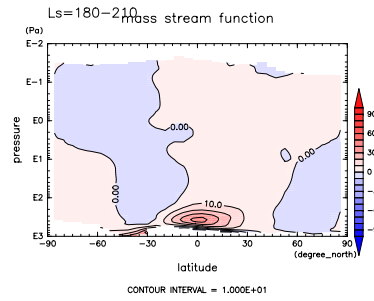 Ls=180-210
mass stream function
(Pa)
E-2
E-1
E0
E1
E2
E3
pressure
0.00
0.00
0.00
10.0
-90
-60
-30
0
30
60
90
(degree_north)
latitude
90
60
30
0
CONTOUR INTERVAL = 1.000E+01